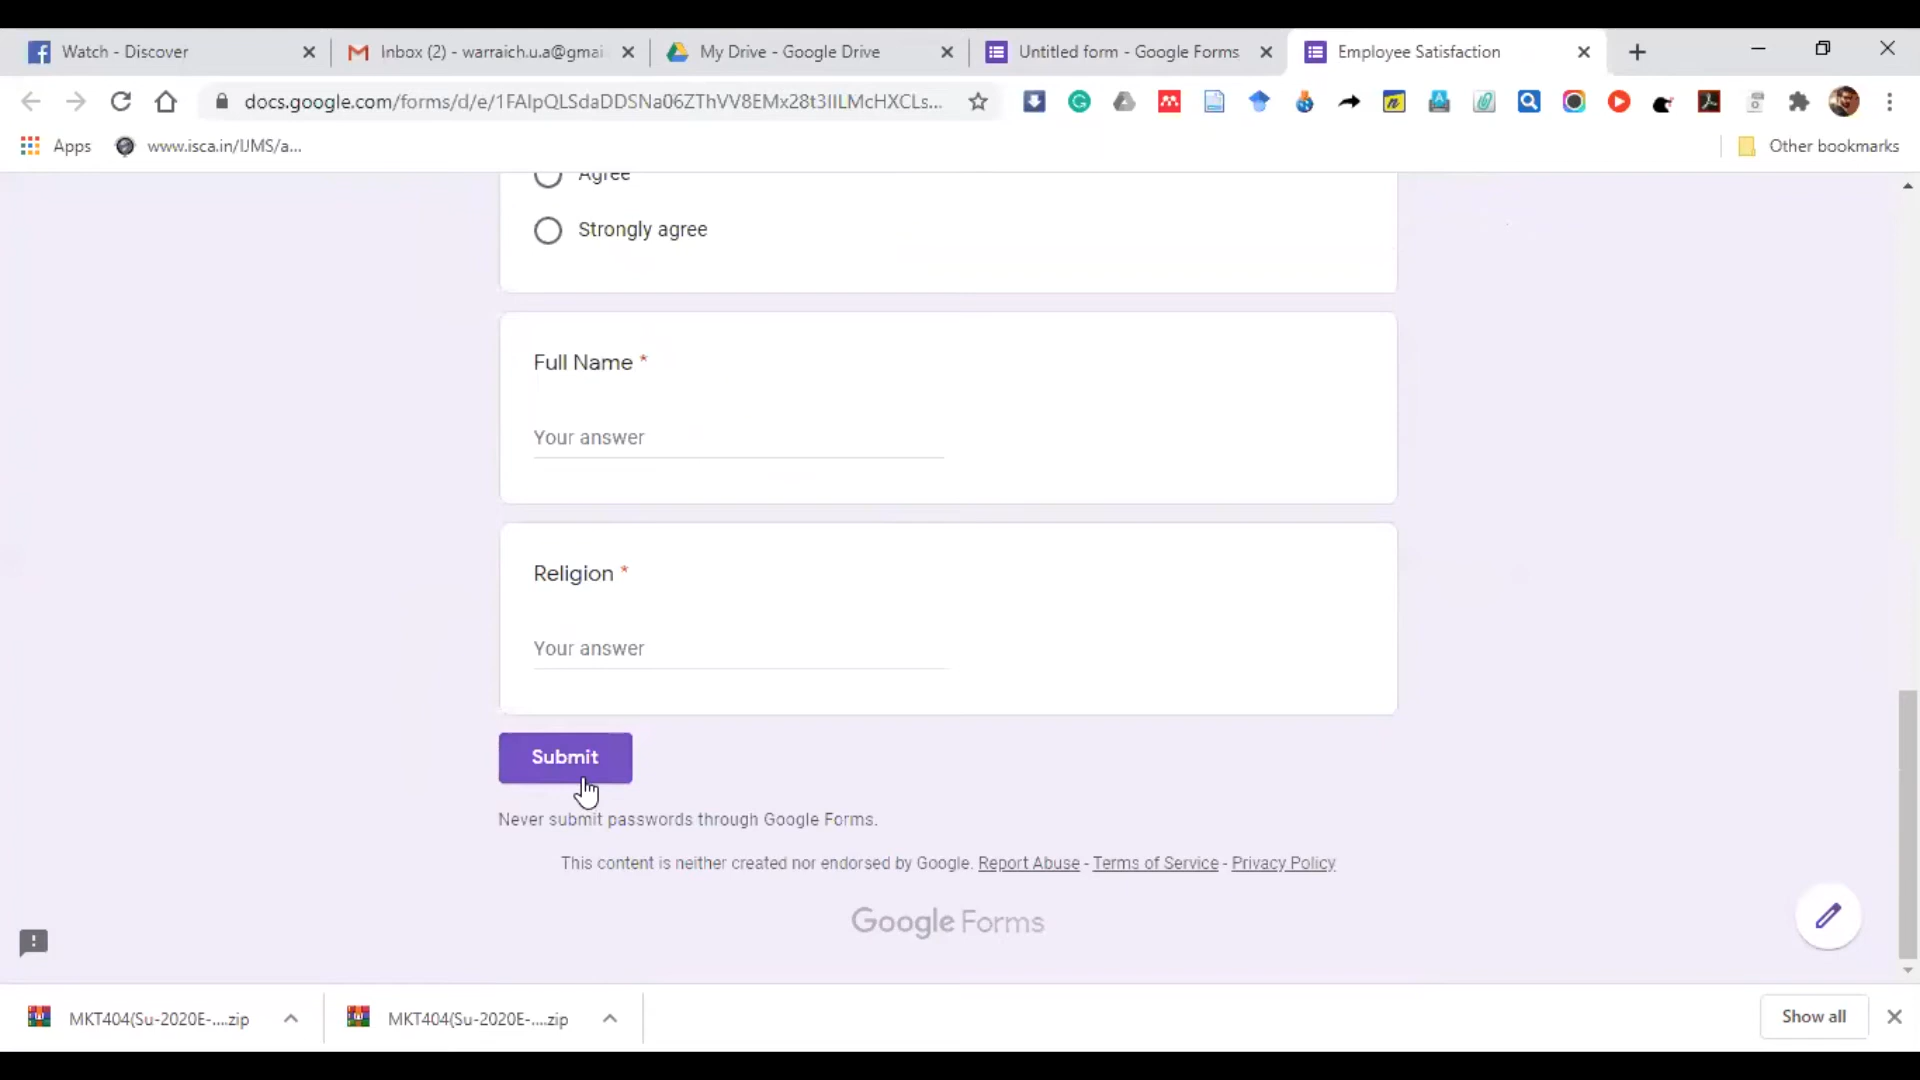 Watch - Discover
Inbox (2) - warraich.u.a@gmai
My Drive - Google Drive
Untitled form - Google Forms
Employee Satisfaction
docs.google.com/forms/d/e/1FAIpQLSdaDDSNa06ZThVV8EMx28t3IILMcHXCLs...
Apps
www.isca.in/IJMS/a...
Other bookmarks
Agree
Strongly agree
Full Name *
Your answer
Religion *
Your answer
Submit
Never submit passwords through Google Forms.
This content is neither created nor endorsed by Google. Report Abuse - Terms of Service - Privacy Policy
Google Forms
MKT404(Su-2020E-....zip
MKT404(Su-2020E-....zip
Show all